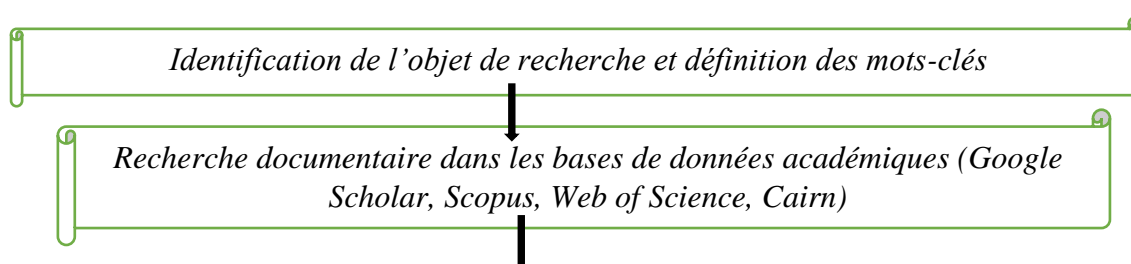 Identification de l’objet de recherche et définition des mots-clés
Recherche documentaire dans les bases de données académiques (Google
Scholar, Scopus, Web of Science, Cairn)